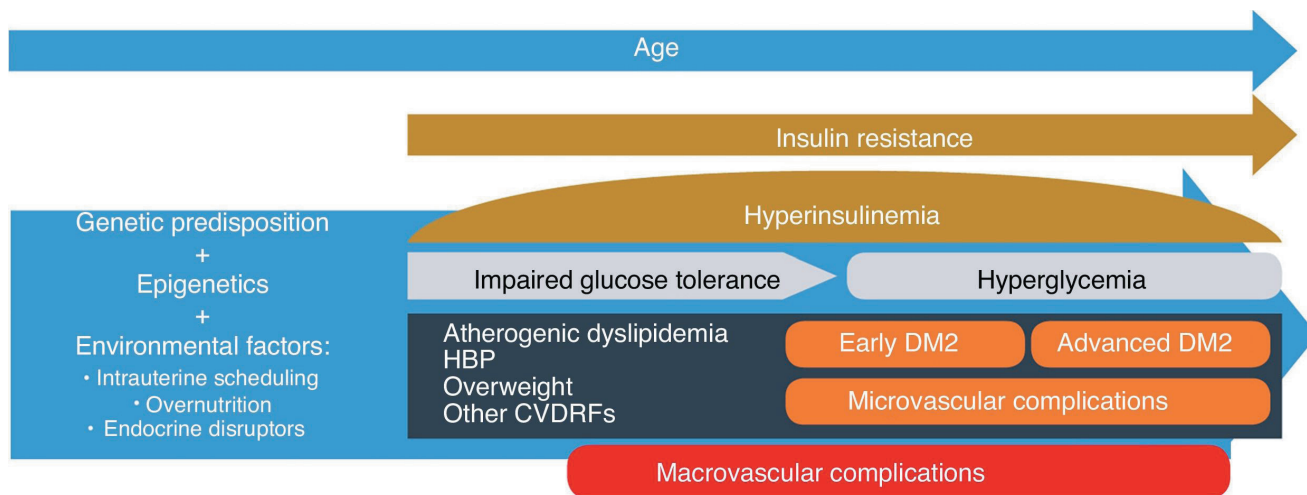 Age
Insulin resistance
Hyperinsulinemia
Genetic predisposition
+
Epigenetics
+
Environmental factors:
• Intrauterine scheduling
• Overnutrition
• Endocrine disruptors
Impaired glucose tolerance
Hyperglycemia
Atherogenic dyslipidemia
HBP
Overweight
Other CVDRFs
Early DM2
Advanced DM2
Microvascular complications
Macrovascular complications